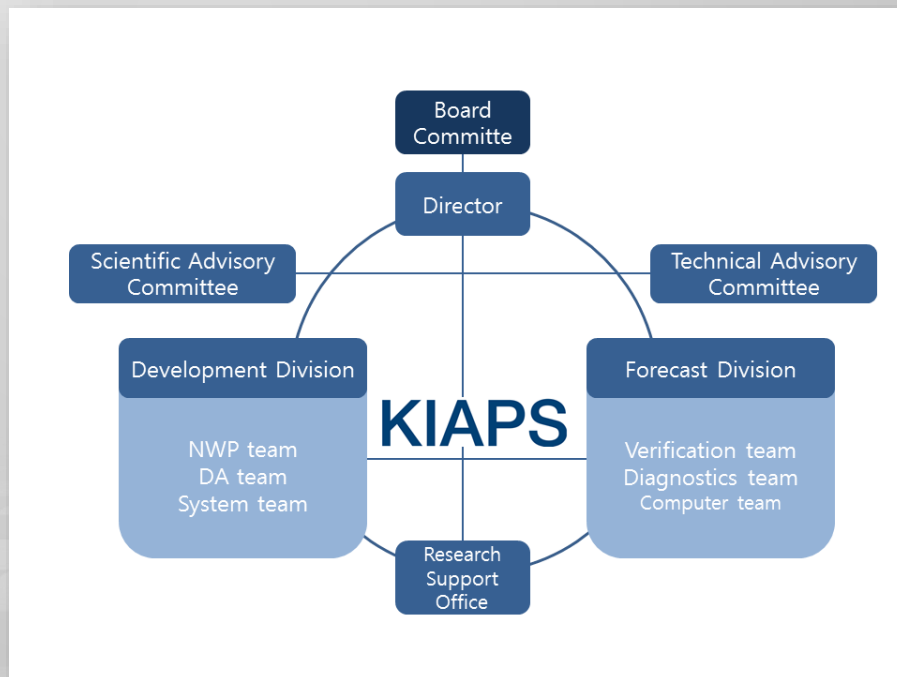 Board
Committe
Director
Scientific Advisory
Committee
Technical Advisory
Committee
Development Division
NWP team
DA team
System team
KIAPS
Forecast Division
Verification team
Diagnostics team
Computer team
Research
Support
Office